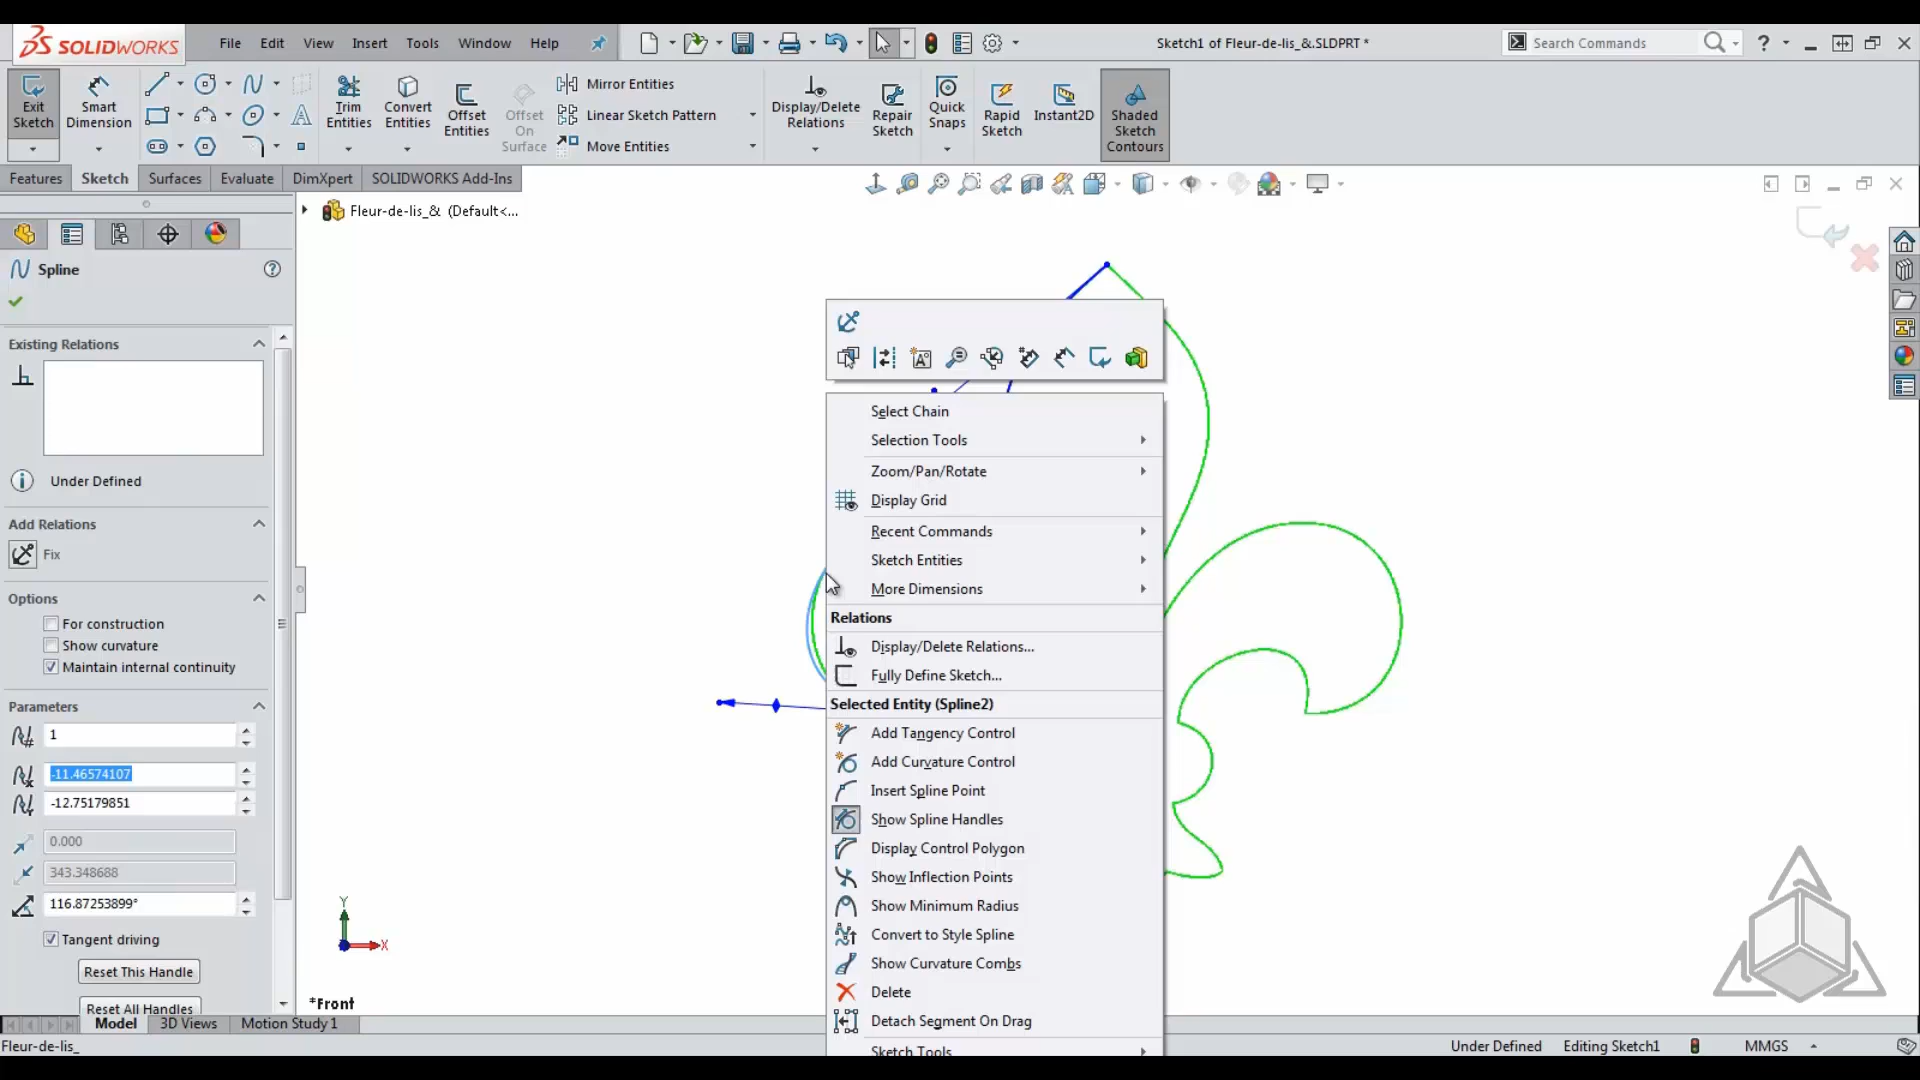 SOLIDWORKS
File Edit View Insert Tools Window Help
Sketch1 of Fleur-de-lis_&.SLDPRT *
Search Commands
Exit Sketch
Smart Dimension
Trim Entities
Convert Entities
Offset Entities
Offset On Surface
Mirror Entities
Linear Sketch Pattern
Move Entities
Display/Delete Relations
Repair Sketch
Quick Snaps
Rapid Sketch
Instant2D
Shaded Sketch Contours
Features Sketch Surfaces Evaluate DimXpert SOLIDWORKS Add-Ins
Fleur-de-lis_& (Default<...
Spline
Existing Relations
Under Defined
Add Relations
Fix
Options
For construction
Show curvature
Maintain internal continuity
Parameters
1
-11.46574107
-12.75179851
0.000
343.348688
116.87253899°
Tangent driving
Reset This Handle
Reset All Handles
Select Chain
Selection Tools
Zoom/Pan/Rotate
Display Grid
Recent Commands
Sketch Entities
More Dimensions
Relations
Display/Delete Relations...
Fully Define Sketch...
Selected Entity (Spline2)
Add Tangency Control
Add Curvature Control
Insert Spline Point
Show Spline Handles
Display Control Polygon
Show Inflection Points
Show Minimum Radius
Convert to Style Spline
Show Curvature Combs
Delete
Detach Segment On Drag
Sketch Tools
Y
X
*Front
Model 3D Views Motion Study 1
Fleur-de-lis_
Under Defined Editing Sketch1 MMGS